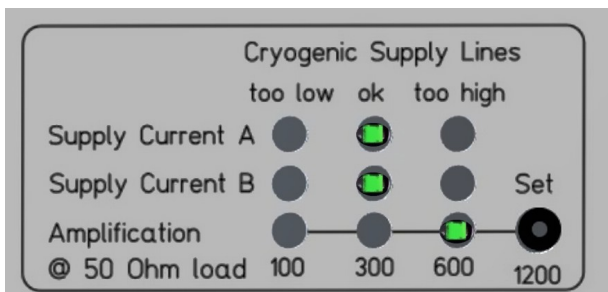 Cryogenic Supply Lines
too low ok too high
Supply Current A
Supply Current B
Set
Amplification
@ 50 Ohm load 100 300 600 1200